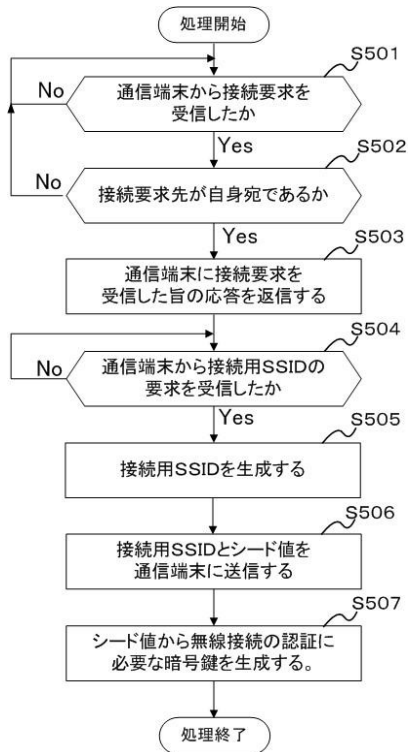 処理開始
S501
通信端末から接続要求を
受信したか
No
Yes
S502
接続要求先が自身宛であるか
No
Yes
S503
通信端末に接続要求を
受信した旨の応答を返信する
S504
通信端末から接続用SSIDの
要求を受信したか
No
Yes
S505
接続用SSIDを生成する
S506
接続用SSIDとシード値を
通信端末に送信する
S507
シード値から無線接続の認証に
必要な暗号鍵を生成する。
処理終了